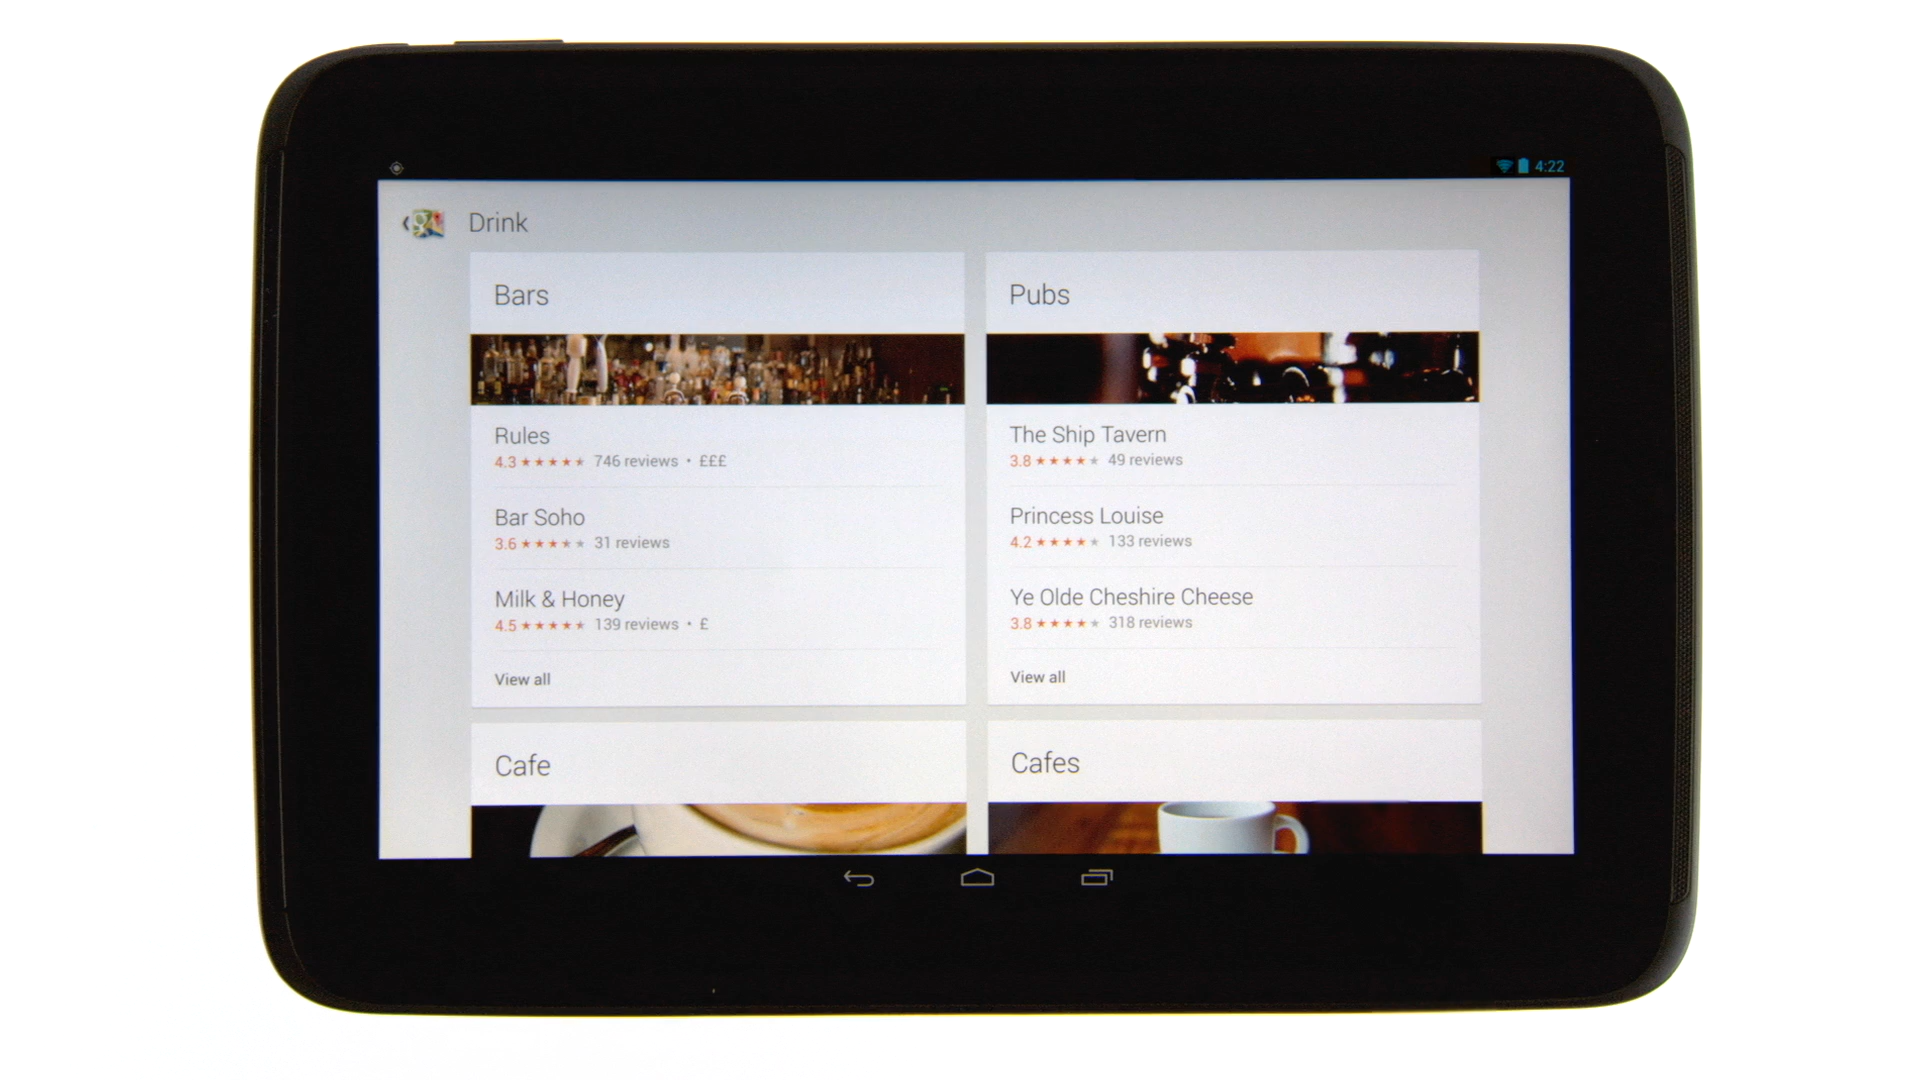 4:22
Drink
Bars
Rules
4.3 ★★★★★ 746 reviews • £££
Bar Soho
3.6 ★★★★★ 31 reviews
Milk & Honey
4.5 ★★★★★ 139 reviews • £
View all
Pubs
The Ship Tavern
3.8 ★★★★★ 49 reviews
Princess Louise
4.2 ★★★★★ 133 reviews
Ye Olde Cheshire Cheese
3.8 ★★★★★ 318 reviews
View all
Cafe
Cafes